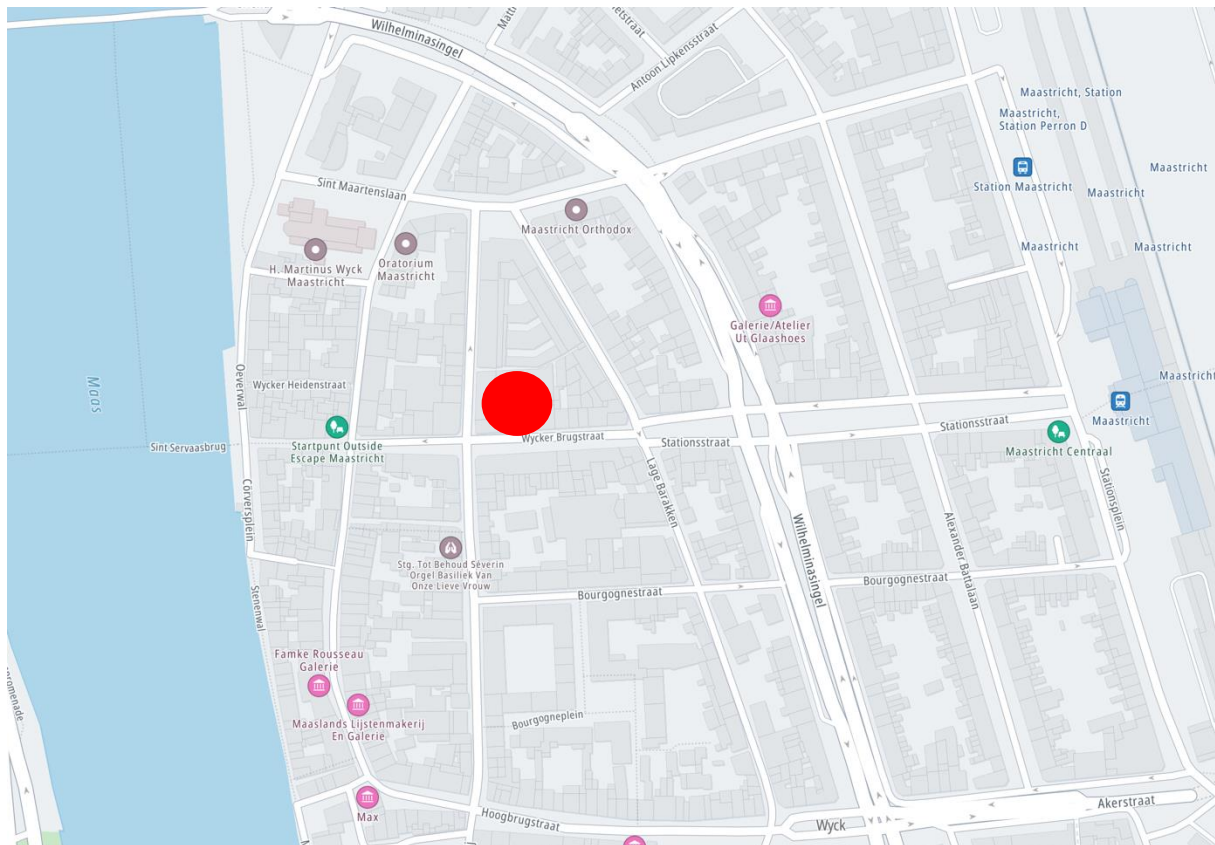 Wilhelminasingel
Antoon Lipkensstraat
Maastricht, Station
Maastricht,
Station Perron D
Maastricht
Station Maastricht
Maastricht
Sint Maartenslaan
Maastricht Orthodox
H. Martinus Wyck
Maastricht
Oratorium
Maastricht
Maastricht
Maastricht
Galerie/Atelier
Ut Glaashoes
Maas
Oeverwal
Wycker Heidenstraat
Maastricht
Maastricht
Sint Servaasbrug
Startpunt Outside
Escape Maastricht
Wycker Brugstraat
Stationsstraat
Stationsstraat
Maastricht Centraal
Lage Barakken
Stationsplein
Corversplein
Wilhelminasingel
Alexander Battalaan
Stg. Tot Behoud Severin
Orgel Basiliek Van
Onze Lieve Vrouw
Stenenwal
Bourgognestraat
Bourgognestraat
Famke Rousseau
Galerie
Maaslands Lijstenmakerij
En Galerie
Bourgogneplein
Max
Hoogbrugstraat
Wyck
Akerstraat